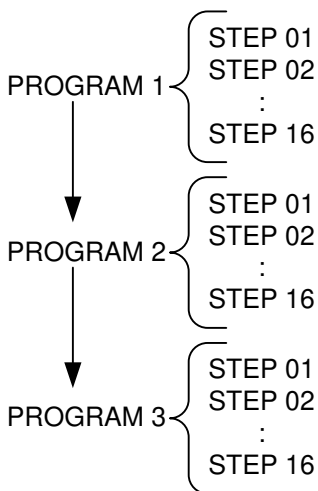 PROGRAM 1
STEP 01
STEP 02
:
STEP 16
PROGRAM 2
STEP 01
STEP 02
:
STEP 16
PROGRAM 3
STEP 01
STEP 02
:
STEP 16